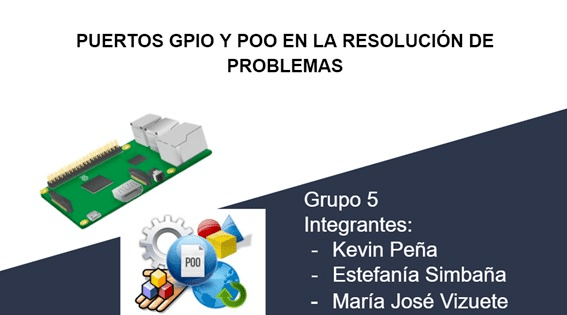 PUERTOS GPIO Y POO EN LA RESOLUCIÓN DE
PROBLEMAS
POO
Grupo 5
Integrantes:
- Kevin Peña
- Estefanía Simbaña
- María José Vizuete